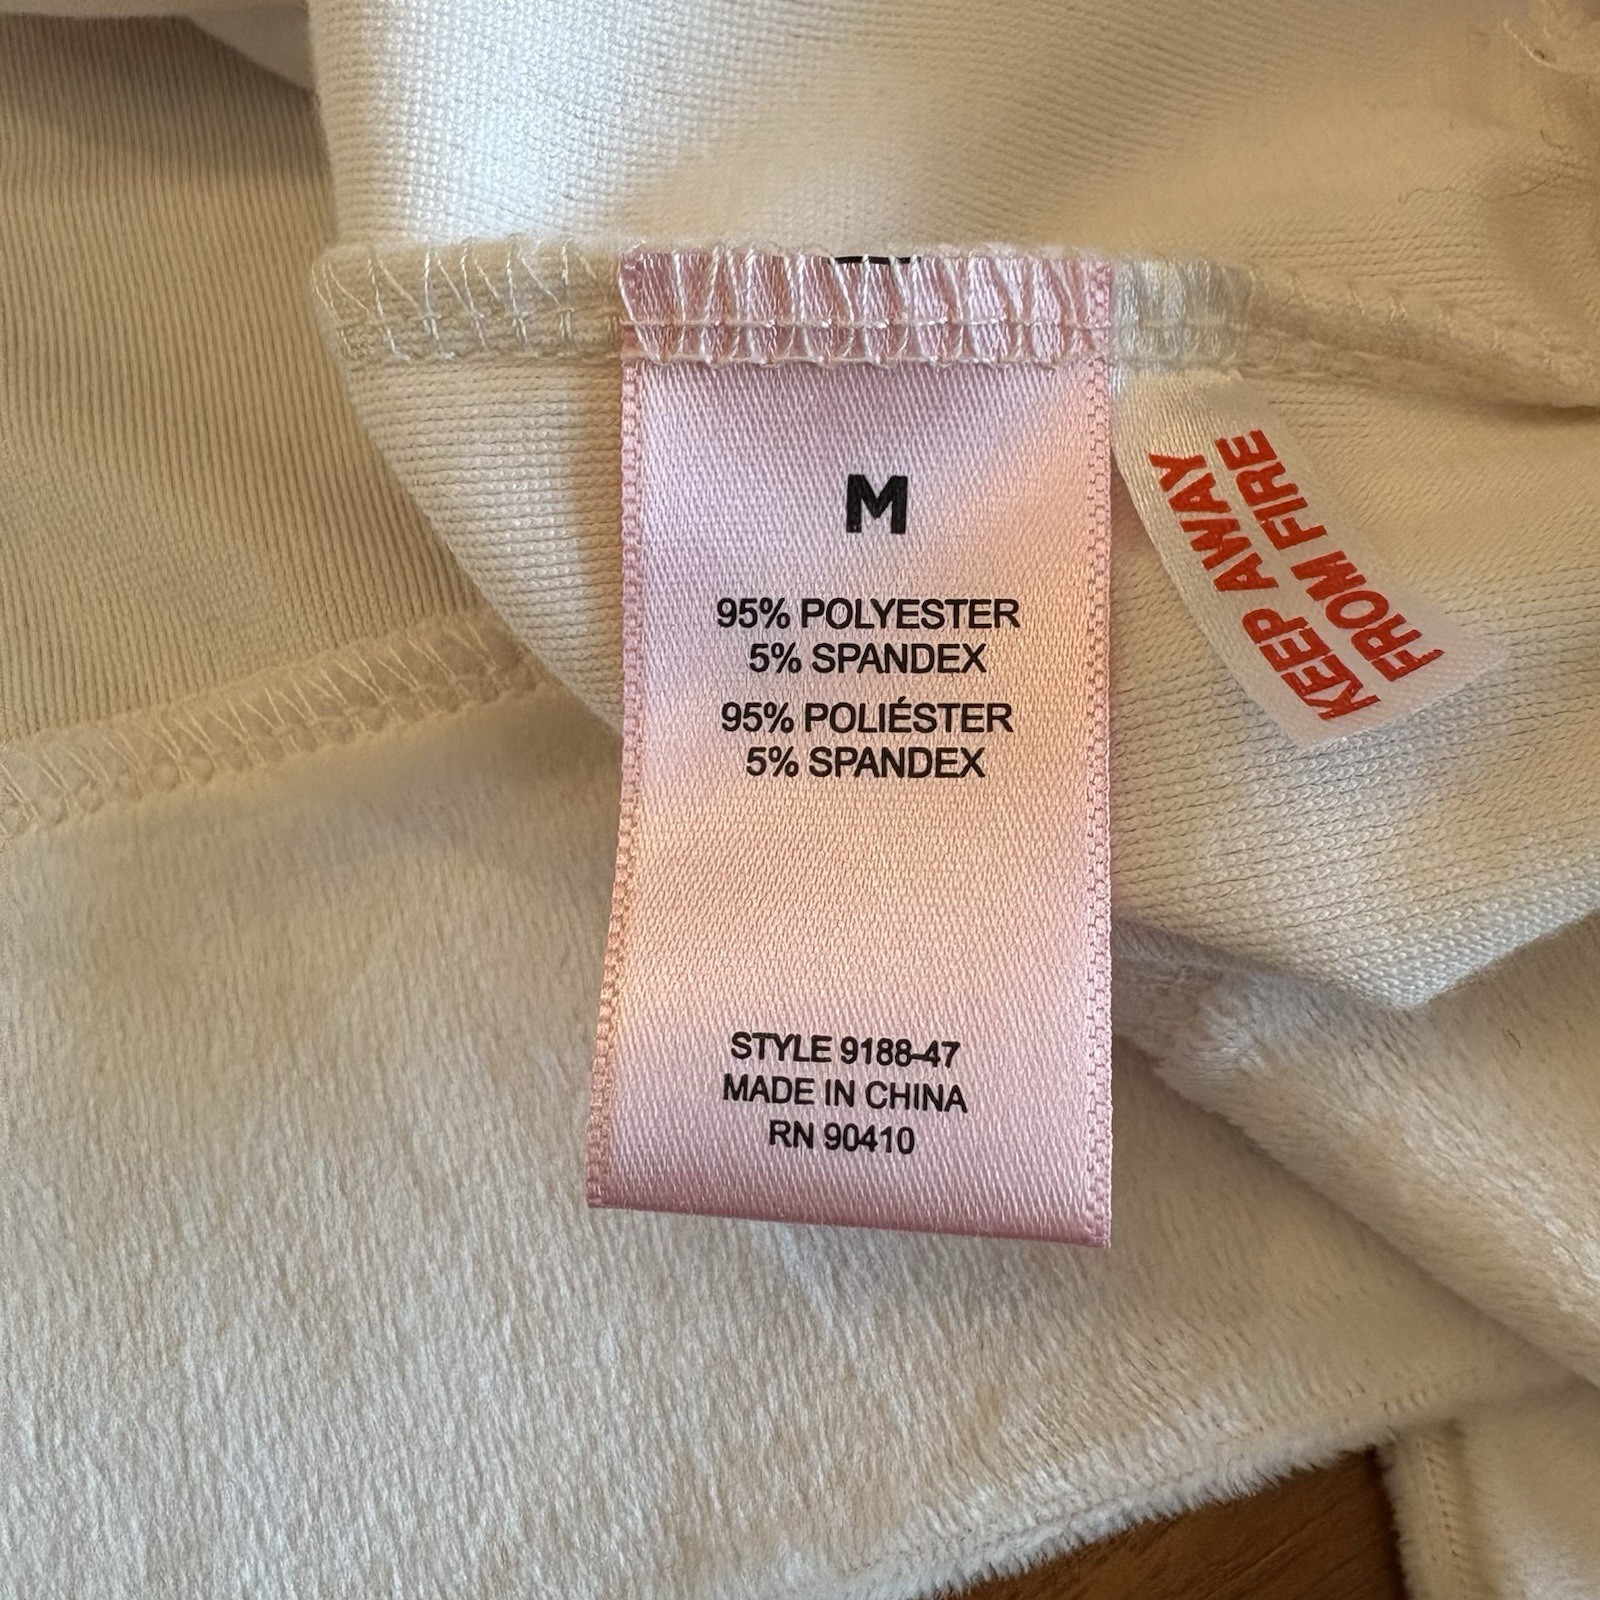 M
95% POLYESTER
5% SPANDEX
95% POLIÉSTER
5% SPANDEX
STYLE 9188-47
MADE IN CHINA
RN 90410
KEEP AWAY
FROM FIRE